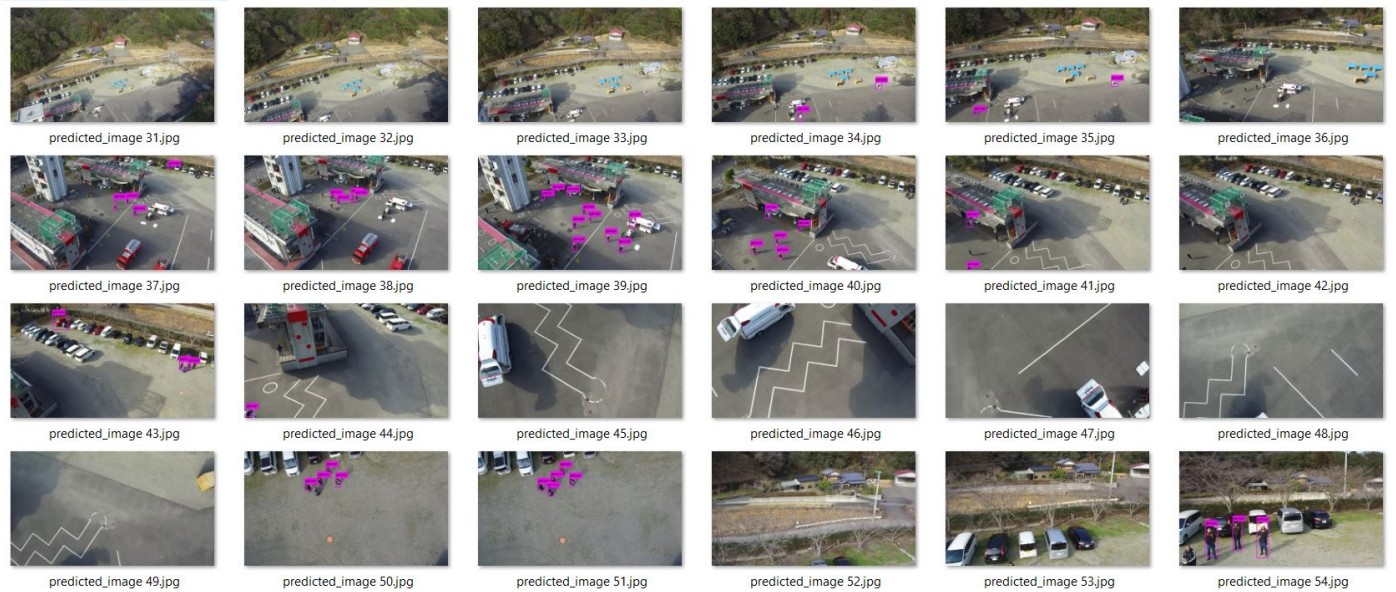 predicted_image 31.jpg
predicted_image 32.jpg
predicted_image 33.jpg
predicted_image 34.jpg
predicted_image 35.jpg
predicted_image 36.jpg
predicted_image 37.jpg
predicted_image 38.jpg
predicted_image 39.jpg
predicted_image 40.jpg
predicted_image 41.jpg
predicted_image 42.jpg
predicted_image 43.jpg
predicted_image 44.jpg
predicted_image 45.jpg
predicted_image 46.jpg
predicted_image 47.jpg
predicted_image 48.jpg
predicted_image 49.jpg
predicted_image 50.jpg
predicted_image 51.jpg
predicted_image 52.jpg
predicted_image 53.jpg
predicted_image 54.jpg